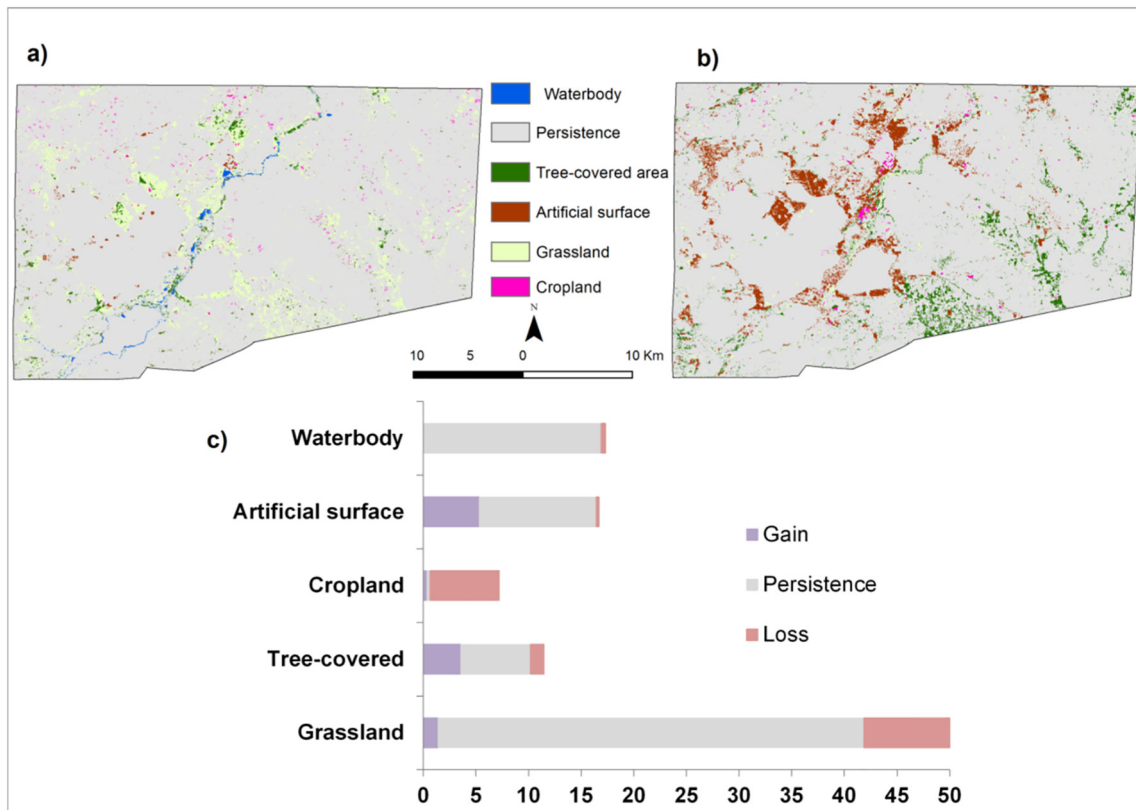 a)
b)
Waterbody
Persistence
Tree-covered area
Artificial surface
Grassland
Cropland
N
10 5 0 10 Km
c)
Waterbody
Artificial surface
Cropland
Tree-covered
Grassland
Gain
Persistence
Loss
0 5 10 15 20 25 30 35 40 45 50